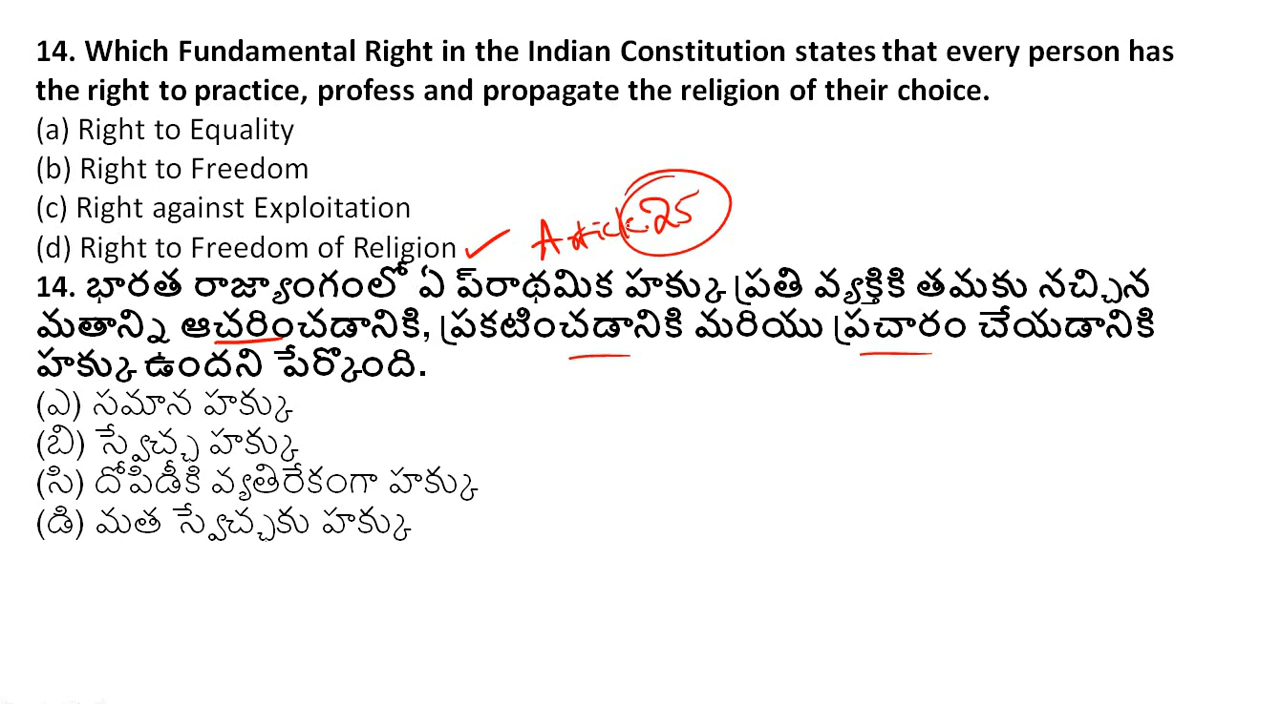 14. Which Fundamental Right in the Indian Constitution states that every person has
the right to practice, profess and propagate the religion of their choice.
(a) Right to Equality
(b) Right to Freedom
(c) Right against Exploitation
(d) Right to Freedom of Religion Article 25
14. భారత రాజ్యాంగంలో ఏ ప్రాథమిక హక్కు ప్రతి వ్యక్తికి తమకు నచ్చిన
మతాన్ని ఆచరించడానికి, ప్రకటించడానికి మరియు ప్రచారం చేయడానికి
హక్కు ఉందని పేర్కొంది.
(ఎ) సమాన హక్కు
(బి) స్వేచ్ఛ హక్కు
(సి) దోపిడీకి వ్యతిరేకంగా హక్కు
(డి) మత స్వేచ్ఛకు హక్కు